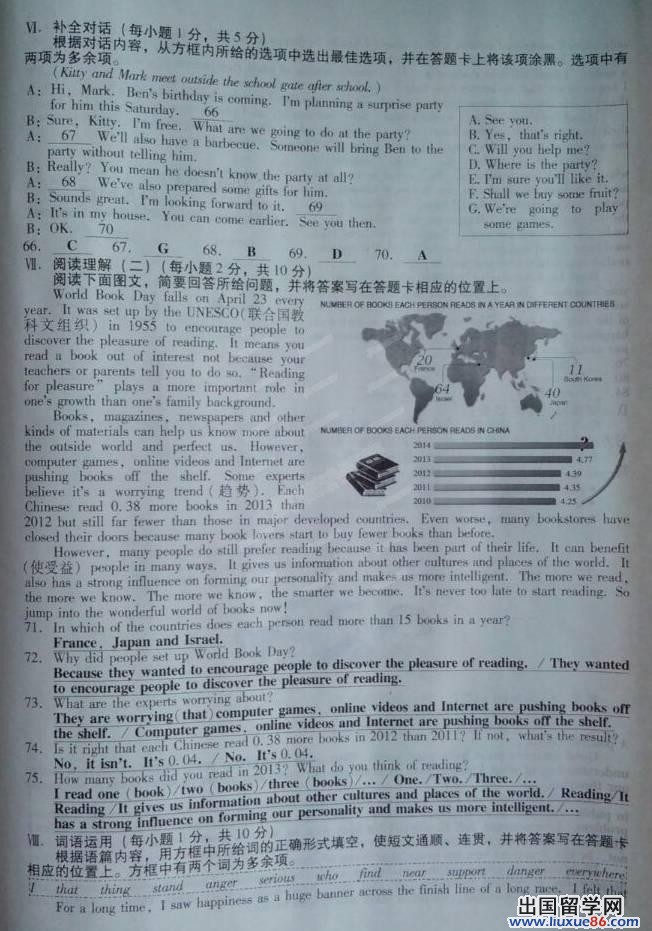 Ⅵ. 补全对话 (每小题1分，共5分)
根据对话内容，从方框内所给的选项中选出最佳选项，并在答题卡上将该项涂黑。选项中有
两项为多余项。
(Kitty and Mark meet outside the school gate after school.)
A: Hi, Mark. Ben's birthday is coming. I'm planning a surprise party
for him this Saturday. 66
B: Sure, Kitty. I'm free. What are we going to do at the party?
A: 67 We'll also have a barbecue. Someone will bring Ben to the
party without telling him.
B: Really? You mean he doesn't know the party at all?
A: 68 We've also prepared some gifts for him.
B: Sounds great. I'm looking forward to it. 69
A: It's in my house. You can come earlier. See you then.
B: OK. 70
A. See you.
B. Yes, that's right.
C. Will you help me?
D. Where is the party?
E. I'm sure you'll like it.
F. Shall we buy some fruit?
G. We're going to play
some games.
66. C 67. G 68. B 69. D 70. A
Ⅶ. 阅读理解 (二) (每小题2分，共10分)
阅读下面图文，简要回答所给问题，并将答案写在答题卡相应的位置上。
World Book Day falls on April 23 every
year. It was set up by the UNESCO(联合国教
科文组织) in 1955 to encourage people to
discover the pleasure of reading. It means you
read a book out of interest not because your
teachers or parents tell you to do so. "Reading
for pleasure" plays a more important role in
one's growth than one's family background.
Books, magazines, newspapers and other
kinds of materials can help us know more about
the outside world and perfect us. However,
computer games, online videos and Internet are
pushing books off the shelf. Some experts
believe it's a worrying trend (趋势). Each
Chinese read 0.38 more books in 2013 than
2012 but still far fewer than those in major developed countries. Even worse, many bookstores have
closed their doors because many book lovers start to buy fewer books than before.
NUMBER OF BOOKS EACH PERSON READS IN A YEAR IN DIFFERENT COUNTRIES
20
France
64
Israel
11
South Korea
40
Japan
NUMBER OF BOOKS EACH PERSON READS IN CHINA
2014 ?
2013 4.77
2012 4.39
2011 4.35
2010 4.25
However, many people do still prefer reading because it has been part of their life. It can benefit
(使受益) people in many ways. It gives us information about other cultures and places of the world. It
also has a strong influence on forming our personality and makes us more intelligent. The more we read,
the more we know. The more we know, the smarter we become. It's never too late to start reading. So
jump into the wonderful world of books now!
71. In which of the countries does each person read more than 15 books in a year?
France, Japan and Israel.
72. Why did people set up World Book Day?
Because they wanted to encourage people to discover the pleasure of reading. / They wanted
to encourage people to discover the pleasure of reading.
73. What are the experts worrying about?
They are worrying(that)computer games, online videos and Internet are pushing books off
the shelf. / Computer games, online videos and Internet are pushing books off the shelf.
74. Is it right that each Chinese read 0.38 more books in 2012 than 2011? If not, what's the result?
No, it isn't. It's 0.04. / No. It's 0.04.
75. How many books did you read in 2013? What do you think of reading?
I read one (book)/two (books)/three (books)/... / One./Two./Three./...
Reading /It gives us information about other cultures and places of the world. / Reading/It
has a strong influence on forming our personality and makes us more intelligent. /...
Ⅷ. 词语运用 (每小题1分，共10分)
根据语篇内容，用方框中所给词的正确形式填空，使短文通顺、连贯，并将答案写在答题卡
相应的位置上。方框中有两个词为多余项。
I that thing stand anger serious who find near support danger everywhere
For a long time, I saw happiness as a huge banner across the finish line of a long race. I felt that
出国留学网
www.liuxue86.com